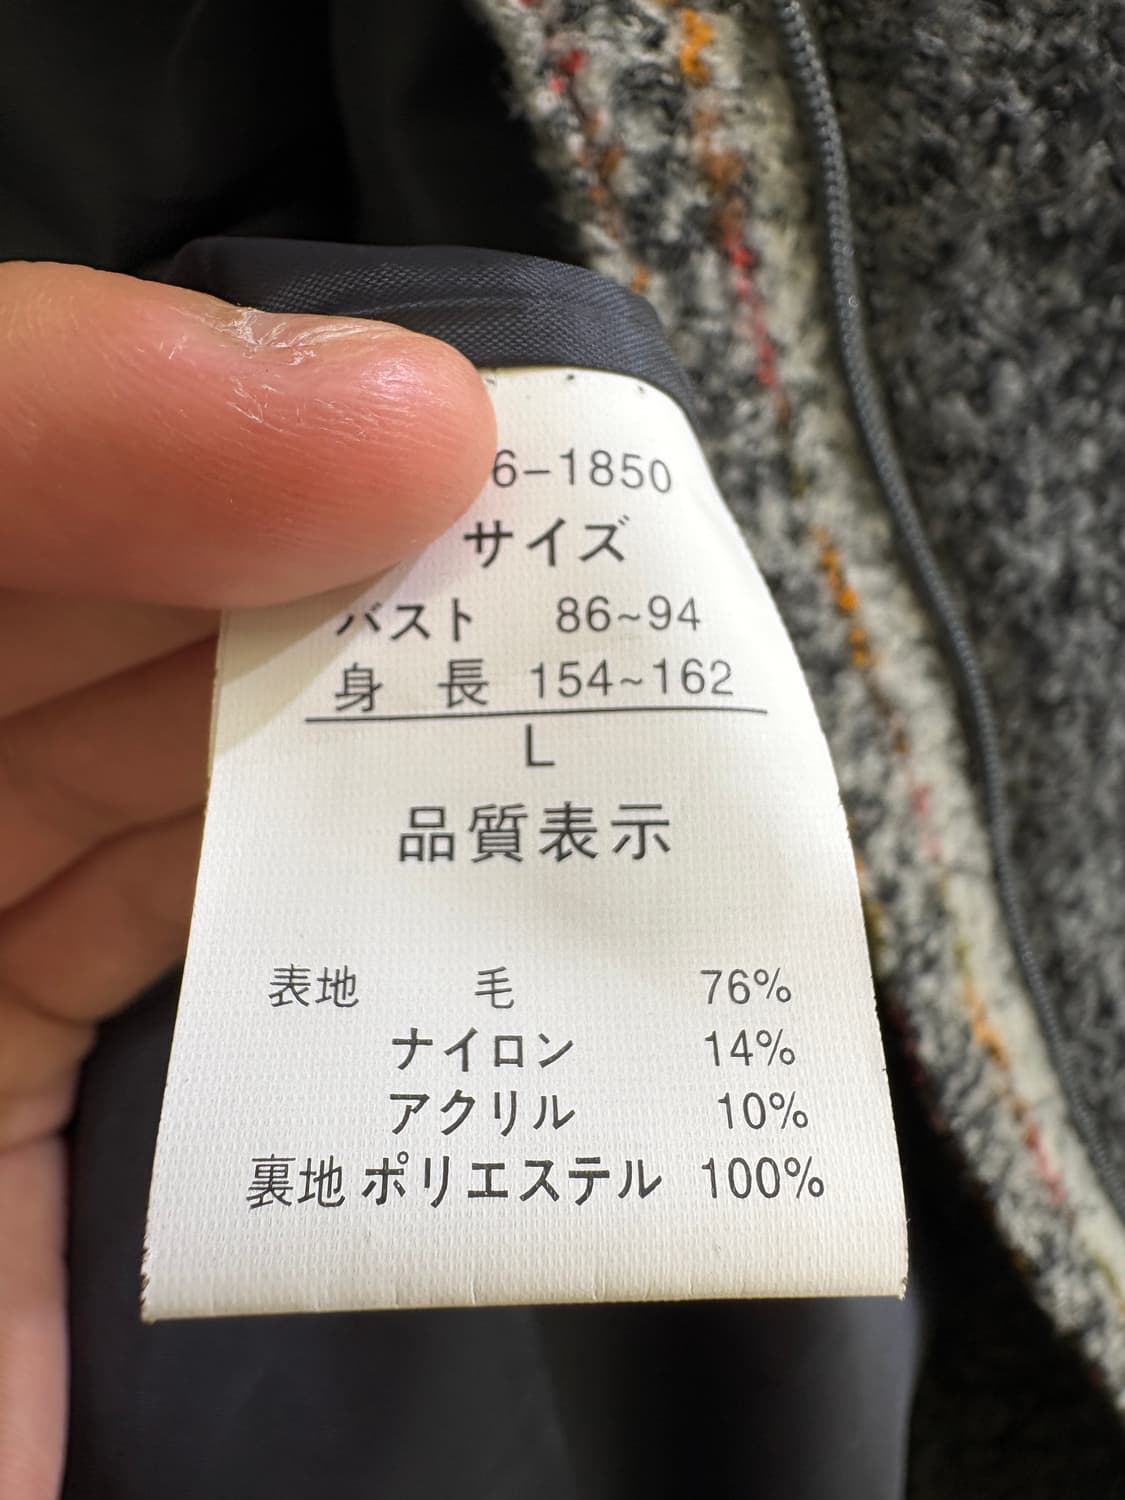 6-1850
サイズ
バスト 86~94
身長 154~162
L
品質表示
表地 毛 76%
ナイロン 14%
アクリル 10%
裏地 ポリエステル 100%